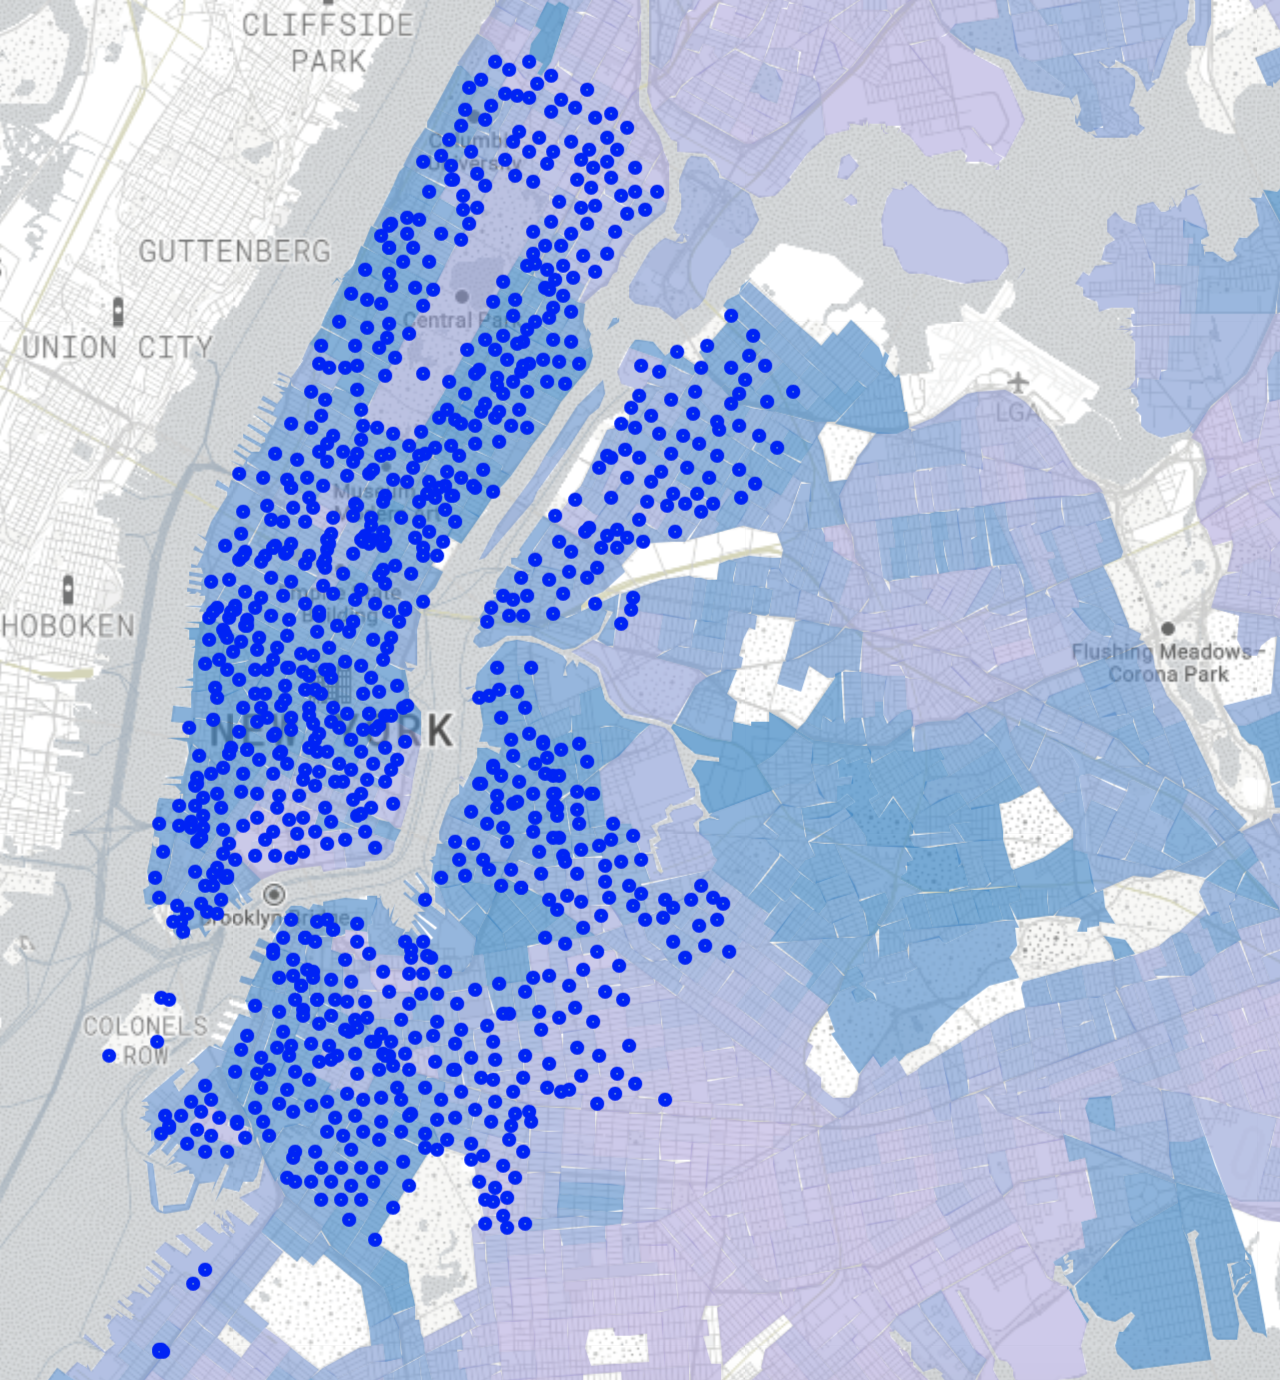 CLIFFSIDE
PARK
GUTTENBERG
UNION CITY
Central Park
LGA
HOBOKEN
Flushing Meadows–
Corona Park
Building
NEW YORK
Brooklyn Bridge
COLONELS
ROW